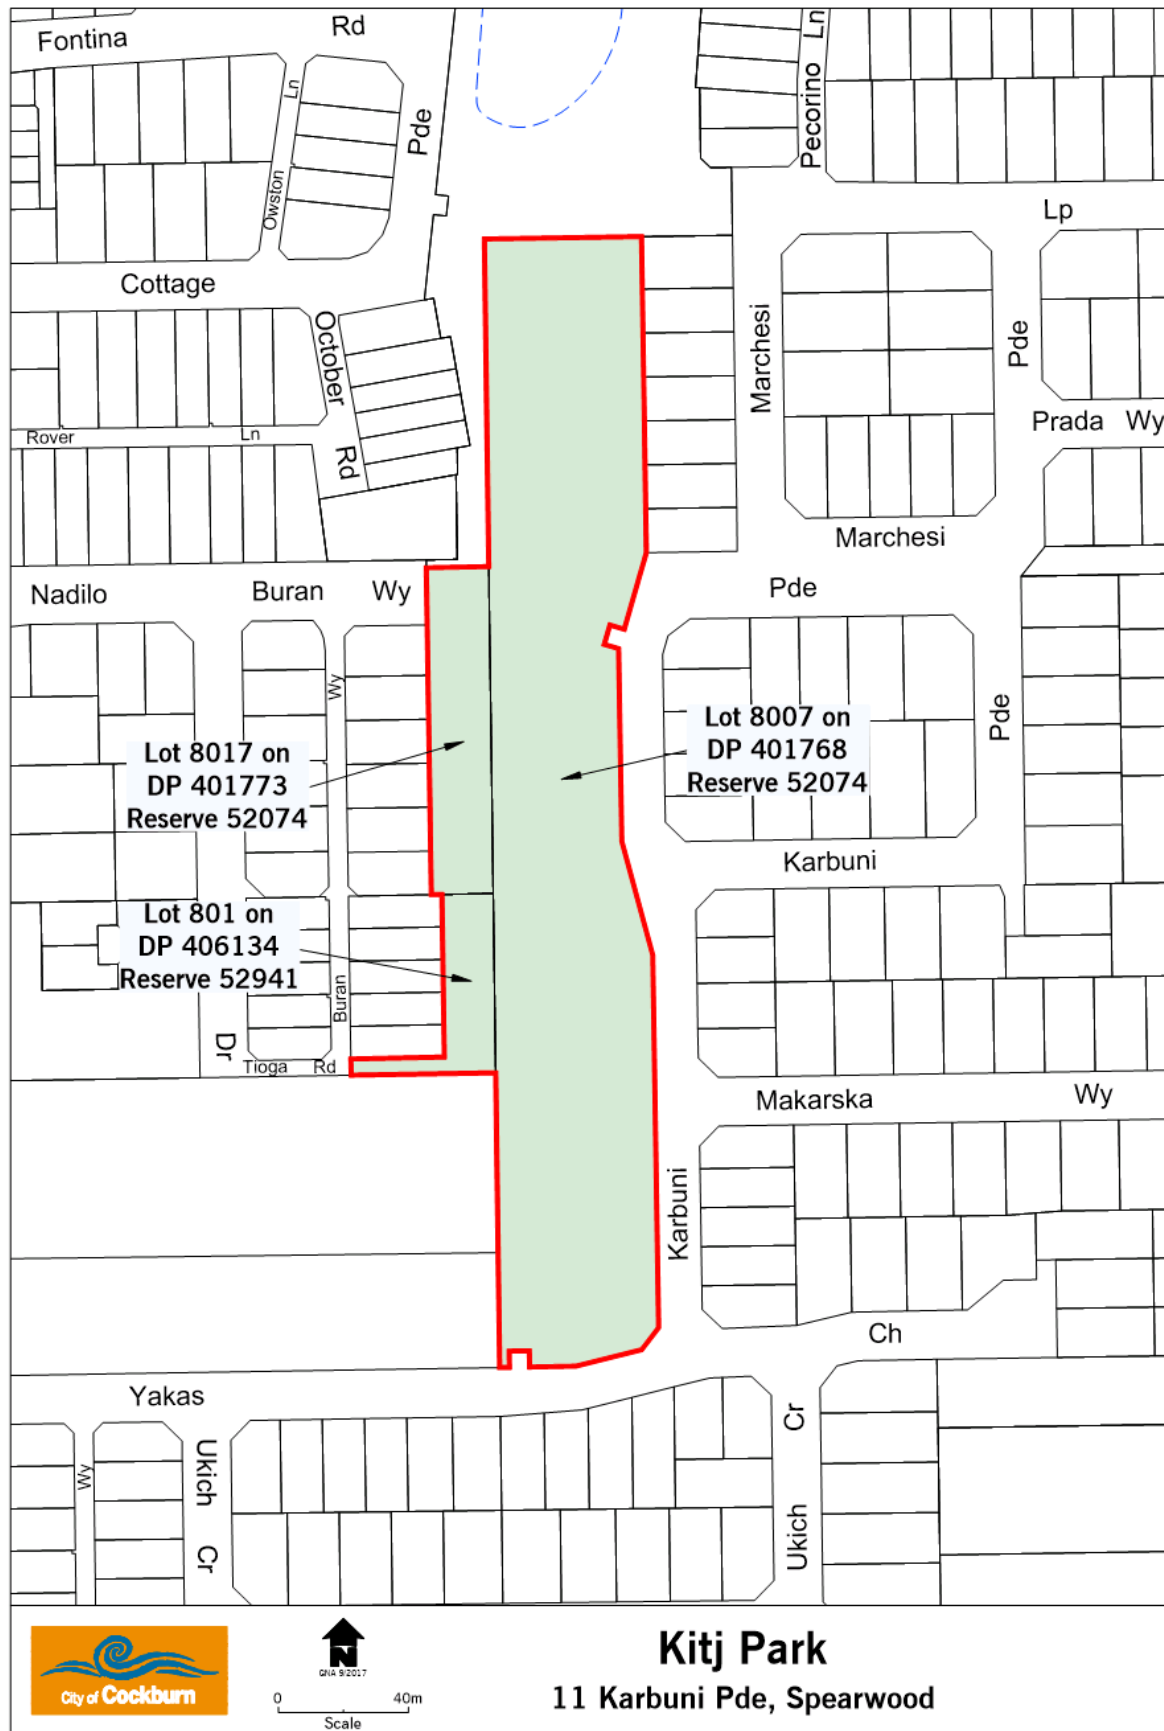 Fontina
Rd
Ln
Pde
Owston
Pecorino Ln
Lp
Cottage
October
Rd
Marchesi
Pde
Prada Wy
Rover
Ln
Marchesi
Nadilo
Buran
Wy
Pde
Wy
Pde
Lot 8017 on
DP 401773
Reserve 52074
Lot 8007 on
DP 401768
Reserve 52074
Karbuni
Lot 801 on
DP 406134
Reserve 52941
Buran
Dr
Tioga
Rd
Makarska
Wy
Karbuni
Ch
Yakas
Cr
Wy
Ukich
Cr
Ukich
City of Cockburn
N
GNA 9/2017
0
40m
Scale
Kitj Park
11 Karbuni Pde, Spearwood